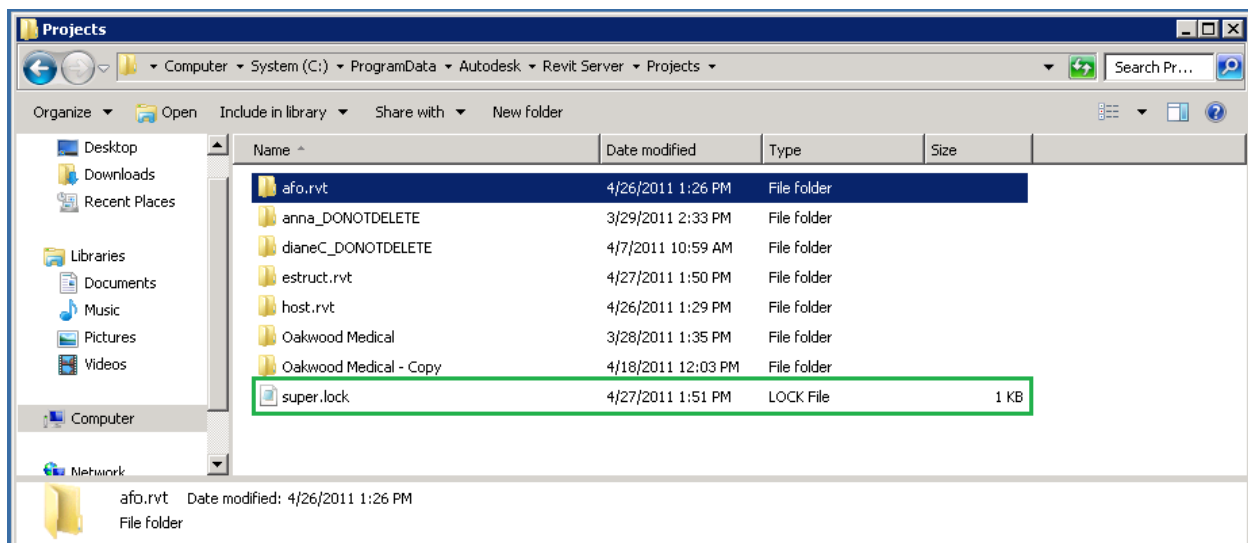 Projects
Computer System (C:) ProgramData Autodesk Revit Server Projects Search Pr...
Organize Open Include in library Share with New folder
Desktop
Downloads
Recent Places
Libraries
Documents
Music
Pictures
Videos
Computer
Network
Name Date modified Type Size
afo.rvt 4/26/2011 1:26 PM File folder
anna_DONOTDELETE 3/29/2011 2:33 PM File folder
dianeC_DONOTDELETE 4/7/2011 10:59 AM File folder
estruct.rvt 4/27/2011 1:50 PM File folder
host.rvt 4/26/2011 1:29 PM File folder
Oakwood Medical 3/28/2011 1:35 PM File folder
Oakwood Medical - Copy 4/18/2011 12:03 PM File folder
super.lock 4/27/2011 1:51 PM LOCK File 1 KB
afo.rvt Date modified: 4/26/2011 1:26 PM
File folder